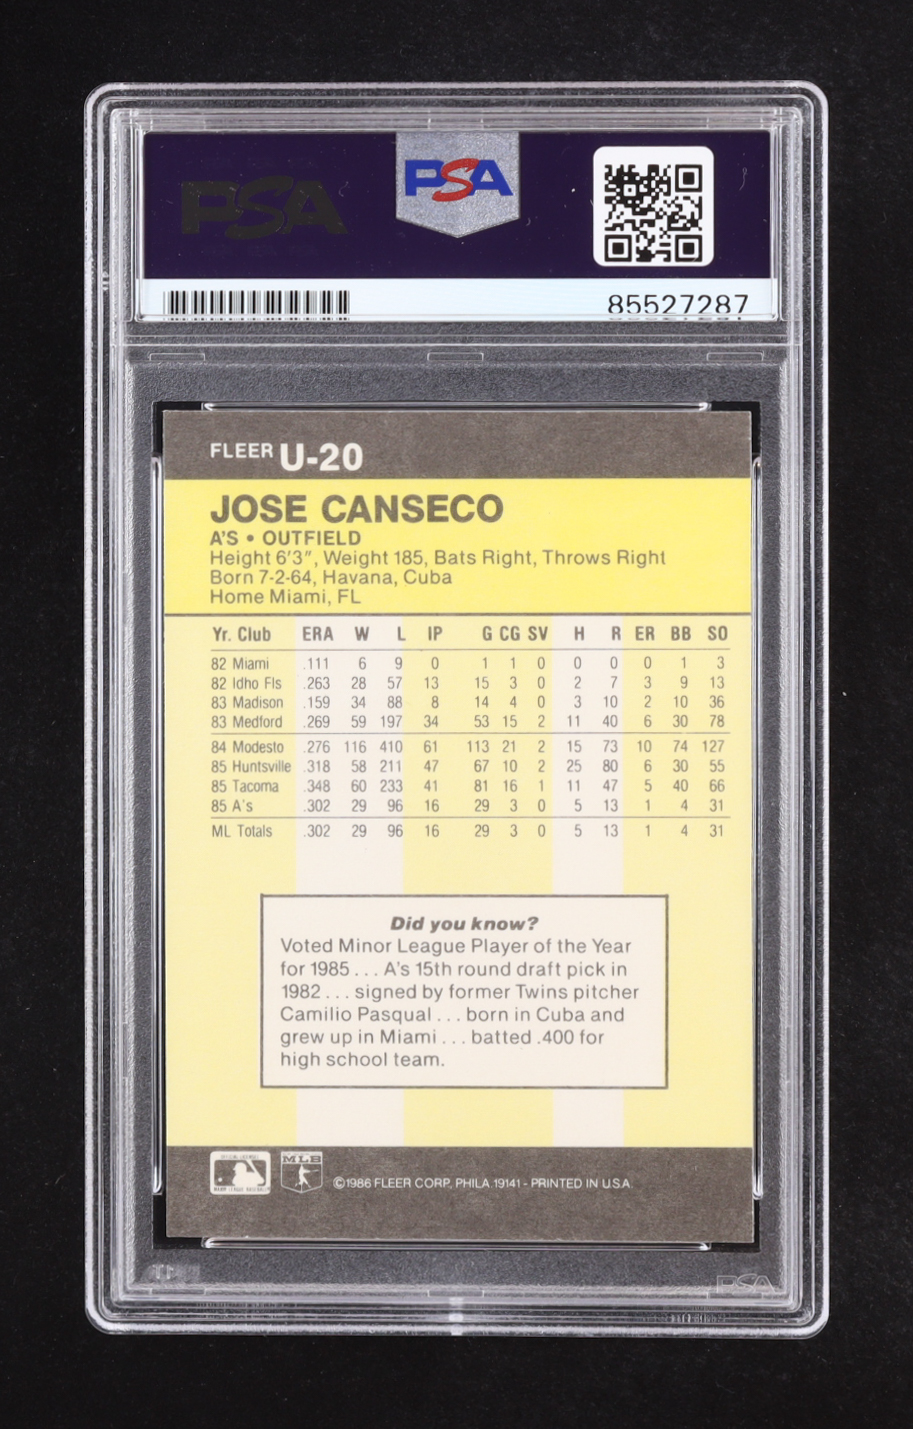 PSA
PSA
85527287
FLEER U-20
JOSE CANSECO
A'S • OUTFIELD
Height 6'3", Weight 185, Bats Right, Throws Right
Born 7-2-64, Havana, Cuba
Home Miami, FL
Yr. Club ERA W L IP G CG SV H R ER BB SO
82 Miami .111 6 9 0 1 1 0 0 0 0 1 3
82 Idho Fls .263 28 57 13 15 3 0 2 7 3 9 13
83 Madison .159 34 88 8 14 4 0 3 10 2 10 36
83 Medford .269 59 197 34 53 15 2 11 40 6 30 78
84 Modesto .276 116 410 61 113 21 2 15 73 10 74 127
85 Huntsville .318 58 211 47 67 10 2 25 80 6 30 55
85 Tacoma .348 60 233 41 81 16 1 11 47 5 40 66
85 A's .302 29 96 16 29 3 0 5 13 1 4 31
ML Totals .302 29 96 16 29 3 0 5 13 1 4 31
Did you know?
Voted Minor League Player of the Year
for 1985 . . . A's 15th round draft pick in
1982 . . . signed by former Twins pitcher
Camilio Pasqual . . . born in Cuba and
grew up in Miami . . . batted .400 for
high school team.
MLB
©1986 FLEER CORP., PHILA. 19141 - PRINTED IN U.S.A.
PSA